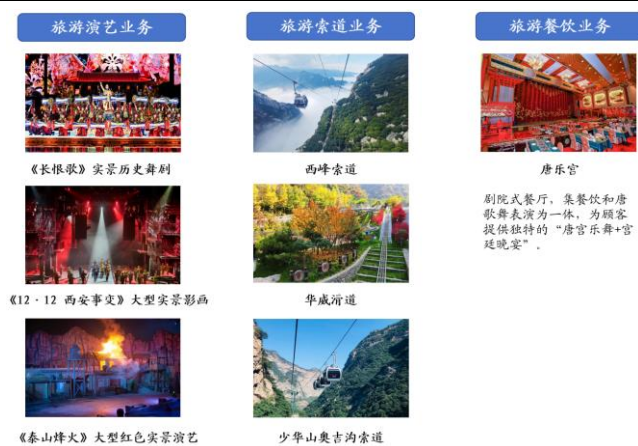 旅游演艺业务
旅游索道业务
旅游餐饮业务
《长恨歌》实景历史舞剧
西峰索道
唐乐宫
剧院式餐厅，集餐饮和唐
歌舞表演为一体，为顾客
提供独特的“唐宫乐舞+宫
廷晚宴”。
《12·12 西安事变》大型实景影画
华威滑道
《泰山烽火》大型红色实景演艺
少华山奥吉沟索道